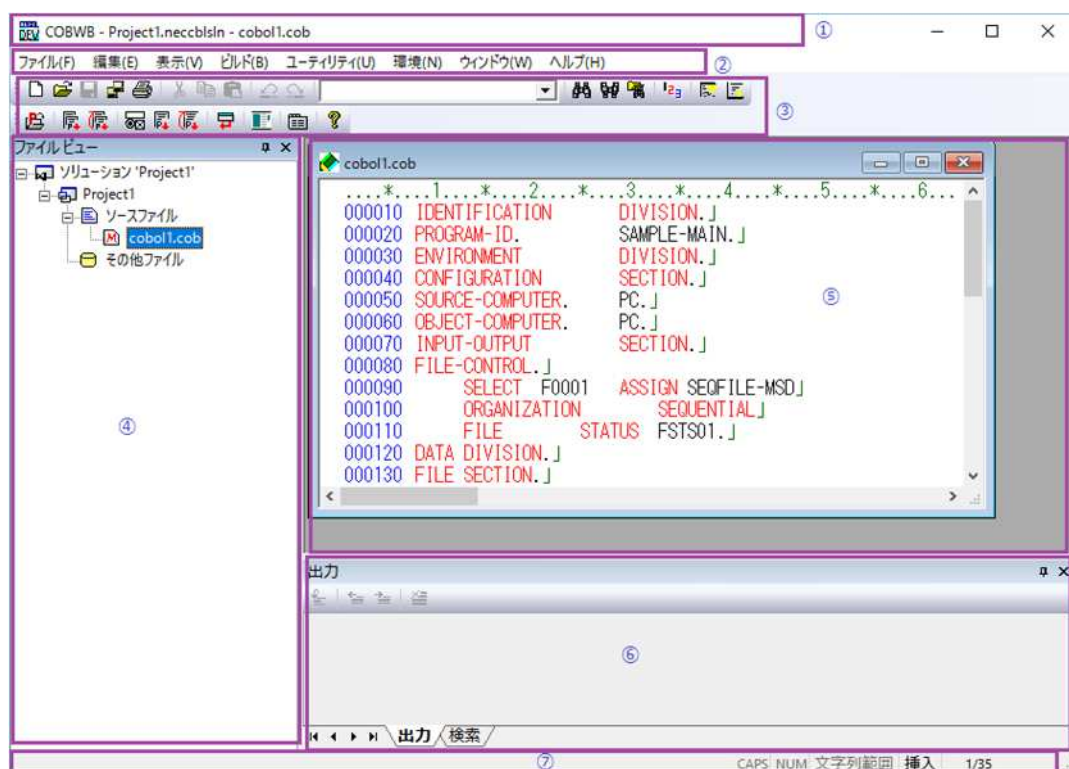 COBWB - Project1.neccblsln - cobol1.cob ①
ファイル(F) 編集(E) 表示(V) ビルド(B) ユーティリティ(U) 環境(N) ウィンドウ(W) ヘルプ(H) ②
③
ファイル ビュー
ソリューション 'Project1'
Project1
ソースファイル
cobol1.cob
その他ファイル
④
cobol1.cob
....*....1....*....2....*....3....*....4....*....5....*....6...
000010 IDENTIFICATION DIVISION.」
000020 PROGRAM-ID. SAMPLE-MAIN.」
000030 ENVIRONMENT DIVISION.」
000040 CONFIGURATION SECTION.」
000050 SOURCE-COMPUTER. PC.」
000060 OBJECT-COMPUTER. PC.」
000070 INPUT-OUTPUT SECTION.」
000080 FILE-CONTROL.」
000090 SELECT F0001 ASSIGN SEQFILE-MSD」
000100 ORGANIZATION SEQUENTIAL」
000110 FILE STATUS FSTS01.」
000120 DATA DIVISION.」
000130 FILE SECTION.」
⑤
出力
⑥
出力 検索
⑦
CAPS NUM 文字列範囲 挿入 1/35